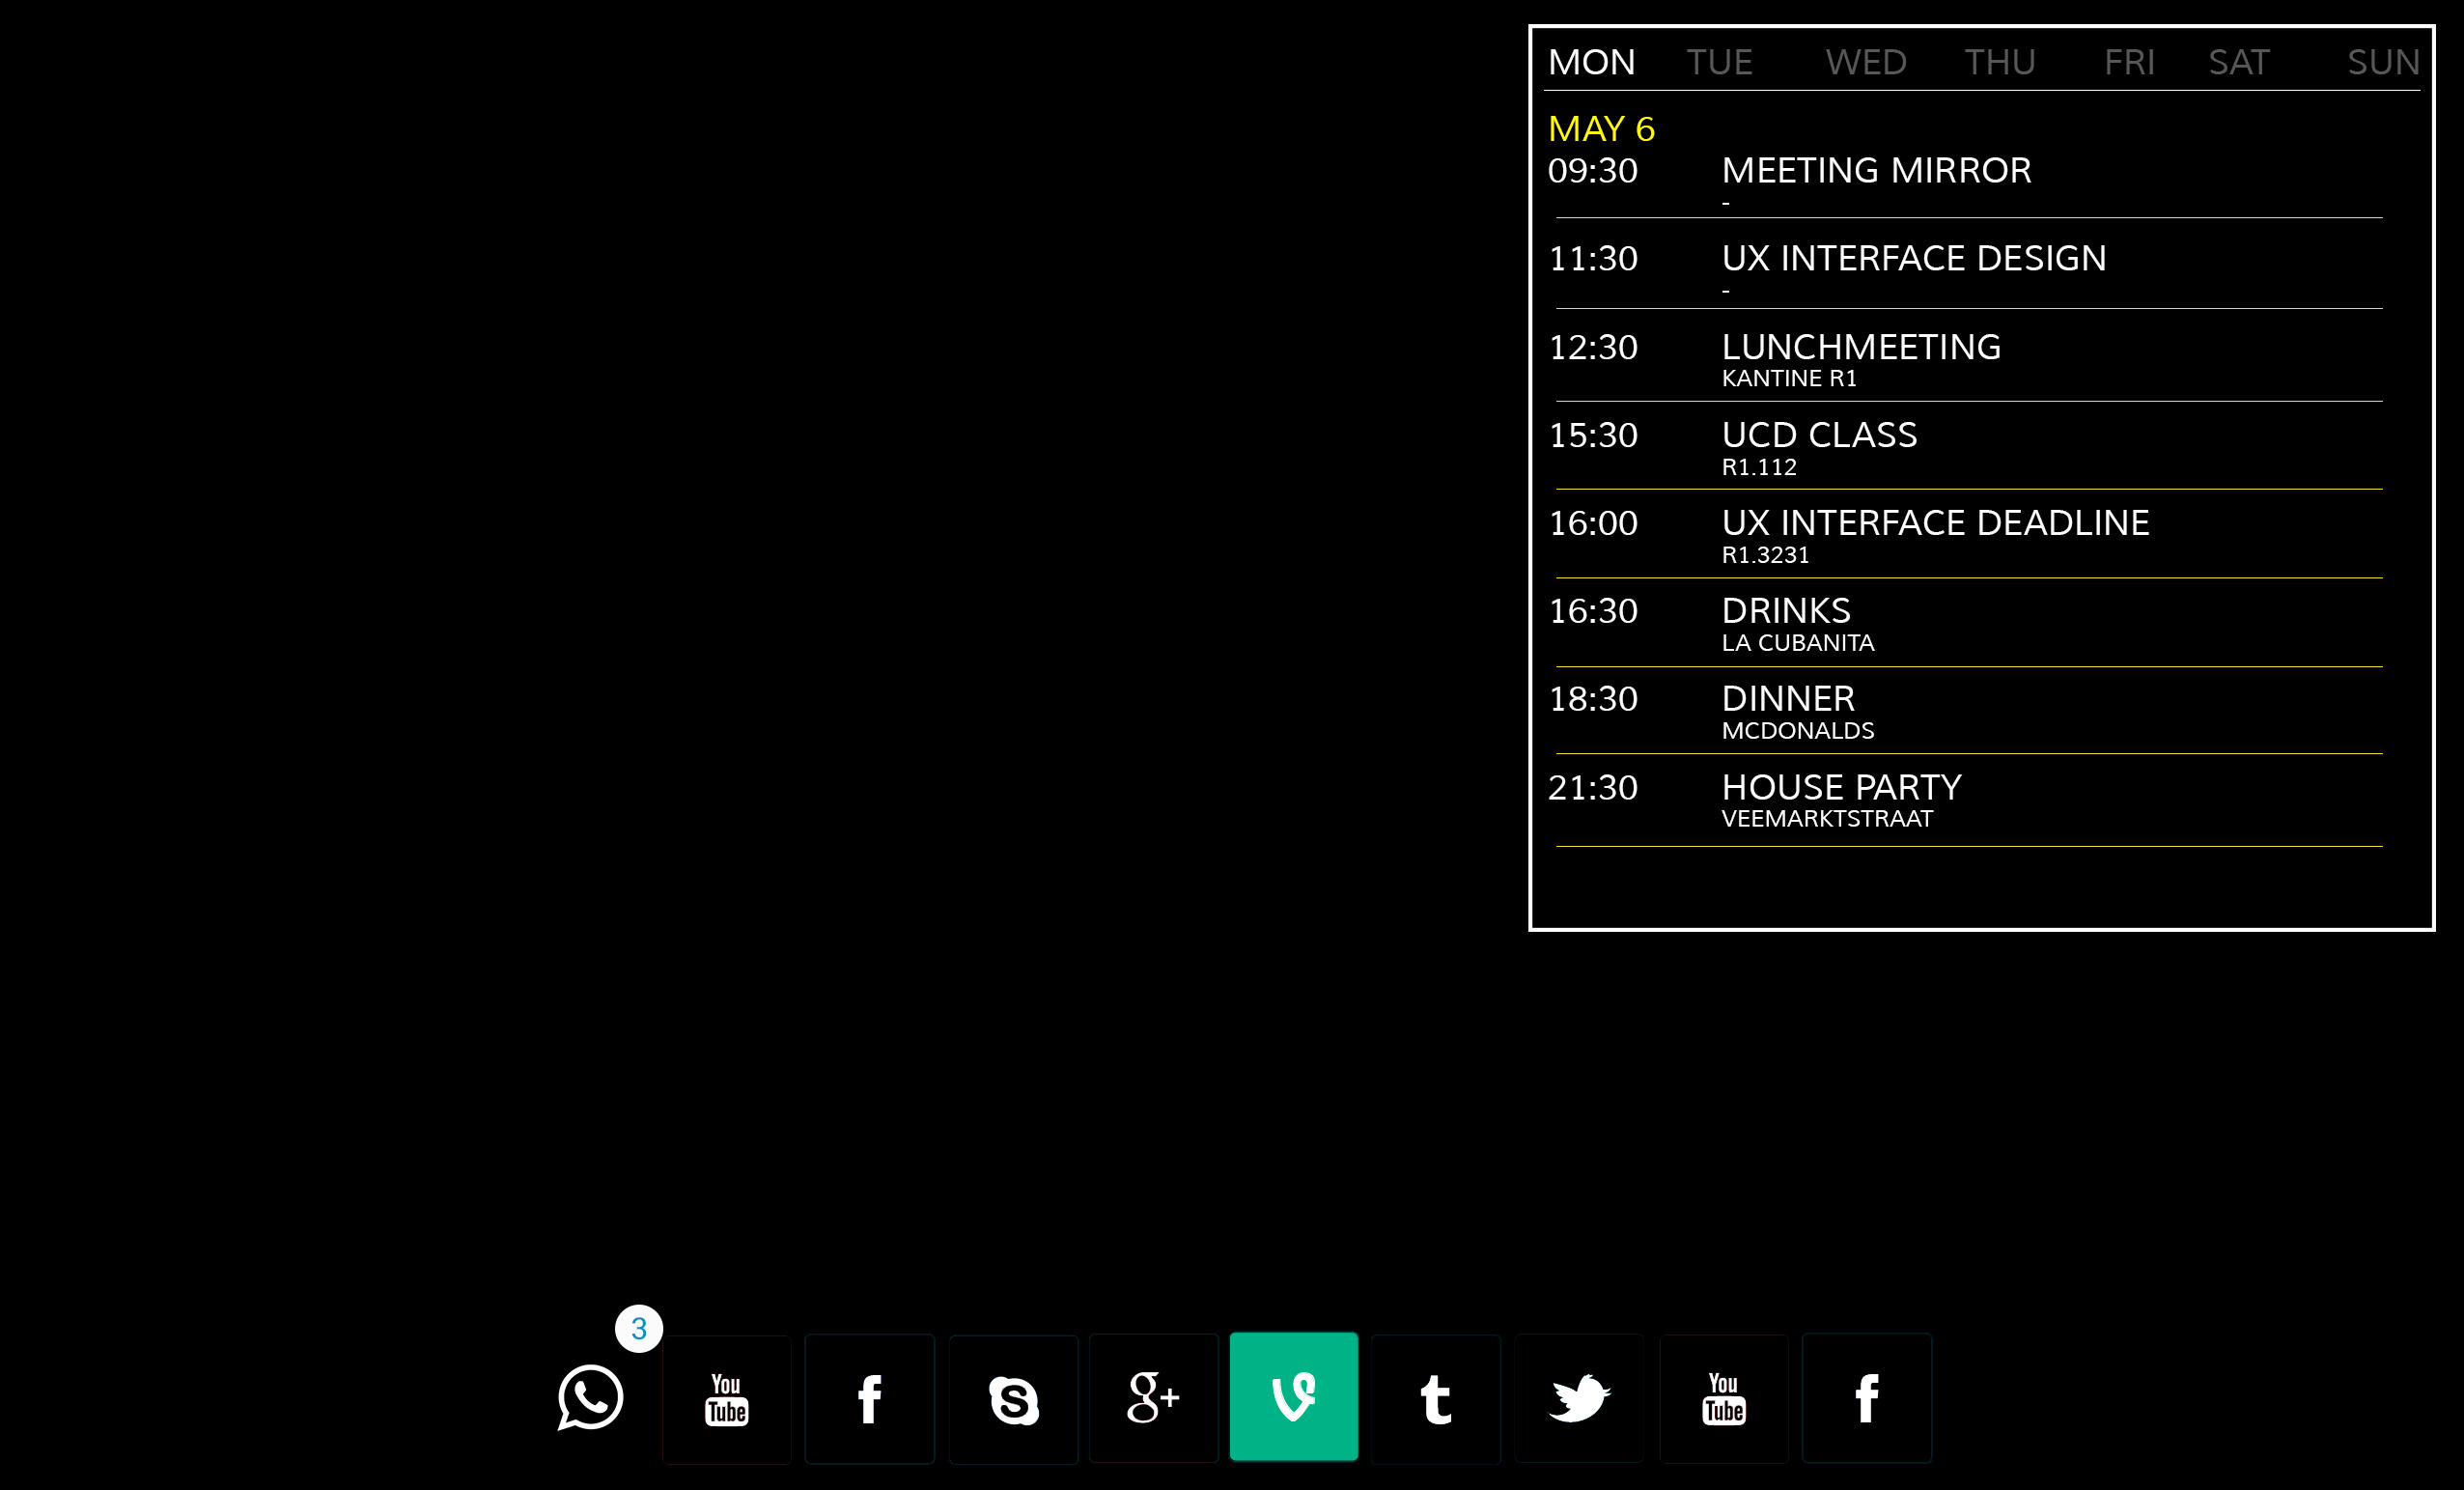 MON TUE WED THU FRI SAT SUN
MAY 6
09:30 MEETING MIRROR
-
11:30 UX INTERFACE DESIGN
-
12:30 LUNCHMEETING
KANTINE R1
15:30 UCD CLASS
R1.112
16:00 UX INTERFACE DEADLINE
R1.3231
16:30 DRINKS
LA CUBANITA
18:30 DINNER
MCDONALDS
21:30 HOUSE PARTY
VEEMARKTSTRAAT
3
You Tube f S g+ V t You Tube f